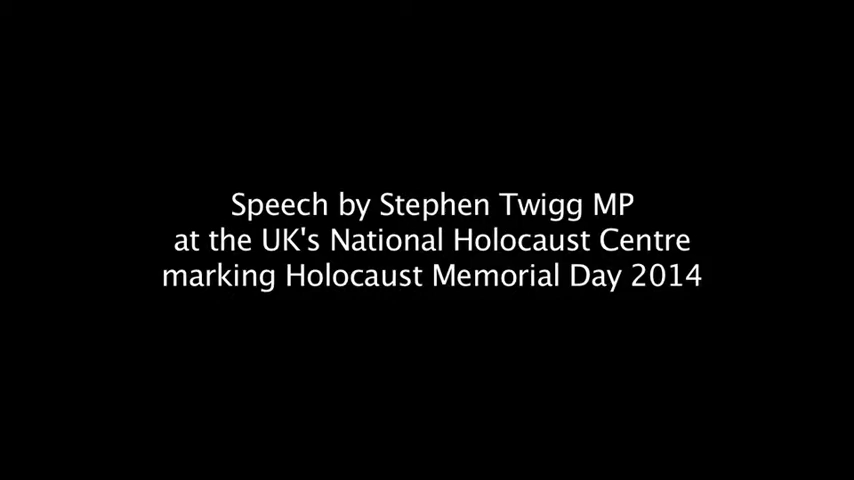 Speech by Stephen Twigg MP
at the UK's National Holocaust Centre
marking Holocaust Memorial Day 2014